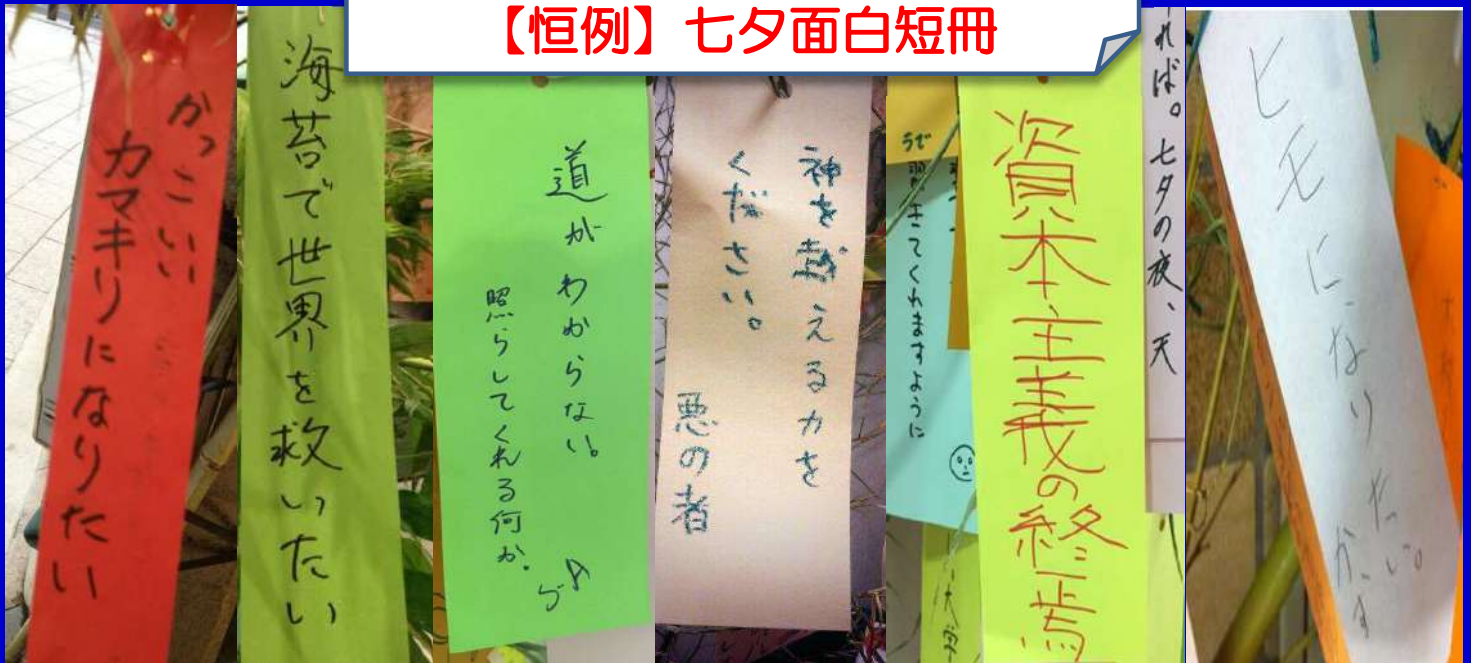 【恒例】七夕面白短冊
かっこいい
カマキリになりたい
海苔で世界を救いたい
道がわからない。
照らしてくれる何か。
神を越えるカを
ください。
悪の者
うで
きてくれますように
資本主義の終焉
れば。七夕の夜、天
ヒモになりたい。